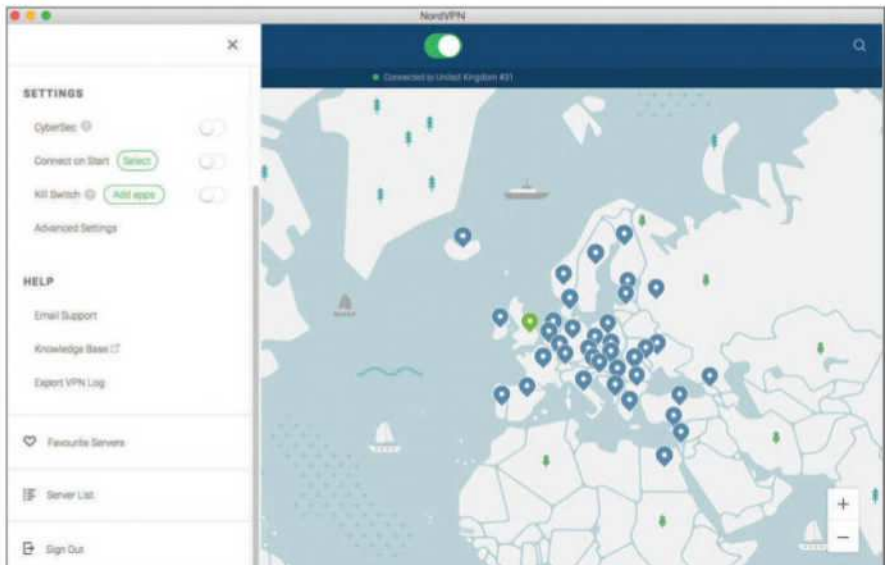 NordVPN
Connected to United Kingdom #31
SETTINGS
CyberSec
Connect on Start Select
Kill Switch Add apps
Advanced Settings
HELP
Email Support
Knowledge Base
Export VPN Log
Favourite Servers
Server List
Sign Out
+
−